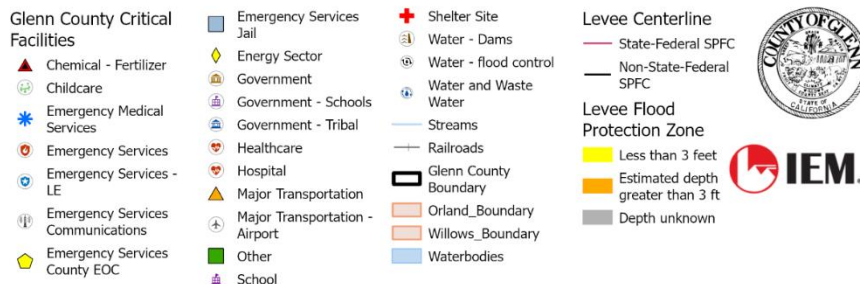 Glenn County Critical
Facilities
Chemical - Fertilizer
Childcare
Emergency Medical
Services
Emergency Services
Emergency Services -
LE
Emergency Services
Communications
Emergency Services
County EOC
Emergency Services
Jail
Energy Sector
Government
Government - Schools
Government - Tribal
Healthcare
Hospital
Major Transportation
Major Transportation -
Airport
Other
School
Shelter Site
Water - Dams
Water - flood control
Water and Waste
Water
Streams
Railroads
Glenn County
Boundary
Orland_Boundary
Willows_Boundary
Waterbodies
Levee Centerline
State-Federal SPFC
Non-State-Federal
SPFC
Levee Flood
Protection Zone
Less than 3 feet
Estimated depth
greater than 3 ft
Depth unknown
COUNTY OF GLENN
STATE OF
CALIFORNIA
IEM